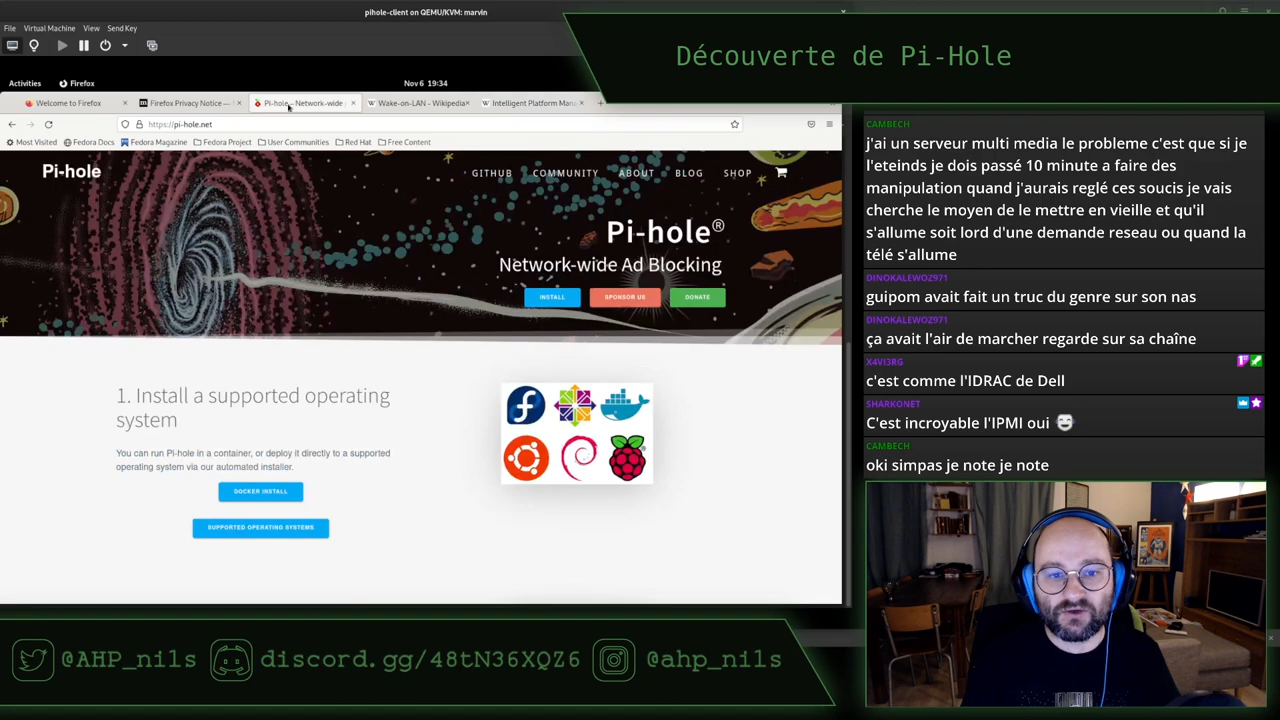 pihole-client on QEMU/KVM: marvin
File Virtual Machine View Send Key
Découverte de Pi-Hole
Activities Firefox Nov 6 19:34
Welcome to Firefox
Firefox Privacy Notice —
Pi-hole – Network-wide
Wake-on-LAN - Wikipedia
Intelligent Platform Mana
https://pi-hole.net
Most Visited Fedora Docs Fedora Magazine Fedora Project User Communities Red Hat Free Content
Pi-hole
GITHUB COMMUNITY ABOUT BLOG SHOP
Pi-hole®
Network-wide Ad Blocking
INSTALL SPONSOR US DONATE
1. Install a supported operating
system
You can run Pi-hole in a container, or deploy it directly to a supported
operating system via our automated installer.
DOCKER INSTALL
SUPPORTED OPERATING SYSTEMS
CAMBECH
j'ai un serveur multi media le probleme c'est que si je
l'eteinds je dois passé 10 minute a faire des
manipulation quand j'aurais reglé ces soucis je vais
cherche le moyen de le mettre en vieille et qu'il
s'allume soit lord d'une demande reseau ou quand la
télé s'allume
DINOKALEWOZ971
guipom avait fait un truc du genre sur son nas
DINOKALEWOZ971
ça avait l'air de marcher regarde sur sa chaîne
X4VI3RG
c'est comme l'IDRAC de Dell
SHARKONET
C'est incroyable l'IPMI oui
CAMBECH
oki simpas je note je note
@AHP_nils discord.gg/48tN36XQZ6 @ahp_nils